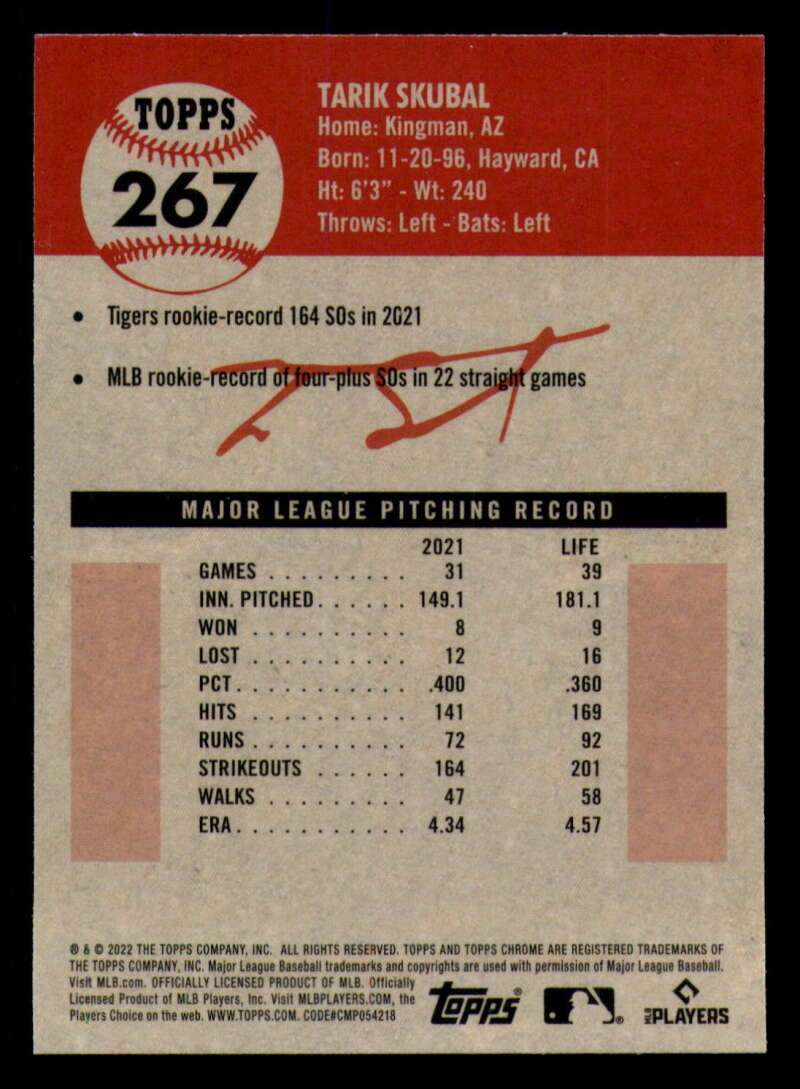 TOPPS
267
TARIK SKUBAL
Home: Kingman, AZ
Born: 11-20-96, Hayward, CA
Ht: 6'3" - Wt: 240
Throws: Left - Bats: Left
• Tigers rookie-record 164 SOs in 2021
• MLB rookie-record of four-plus SOs in 22 straight games
MAJOR LEAGUE PITCHING RECORD
2021 LIFE
GAMES . . . . . . . . . 31 39
INN. PITCHED . . . . . . 149.1 181.1
WON . . . . . . . . . . 8 9
LOST . . . . . . . . . . 12 16
PCT. . . . . . . . . . . .400 .360
HITS . . . . . . . . . . 141 169
RUNS . . . . . . . . . . 72 92
STRIKEOUTS . . . . . . 164 201
WALKS . . . . . . . . . 47 58
ERA. . . . . . . . . . . 4.34 4.57
® & © 2022 THE TOPPS COMPANY, INC. ALL RIGHTS RESERVED. TOPPS AND TOPPS CHROME ARE REGISTERED TRADEMARKS OF
THE TOPPS COMPANY, INC. Major League Baseball trademarks and copyrights are used with permission of Major League Baseball.
Visit MLB.com. OFFICIALLY LICENSED PRODUCT OF MLB. Officially
Licensed Product of MLB Players, Inc. Visit MLBPLAYERS.COM, the
Players Choice on the web. WWW.TOPPS.COM. CODE#CMP054218
TOPPS®
®
MLB PLAYERS